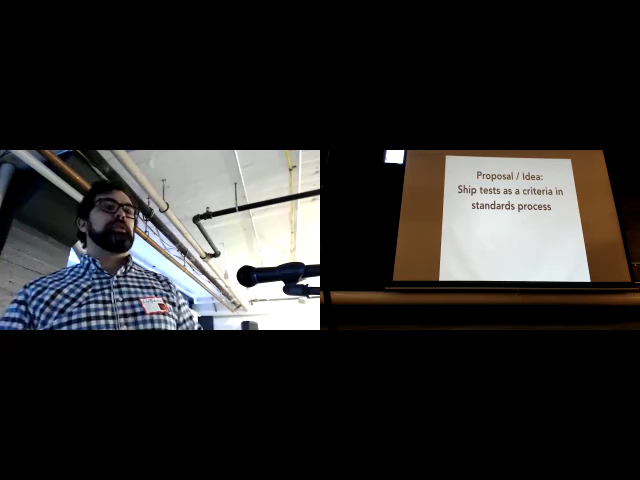 Proposal / Idea:
Ship tests as a criteria in
standards process